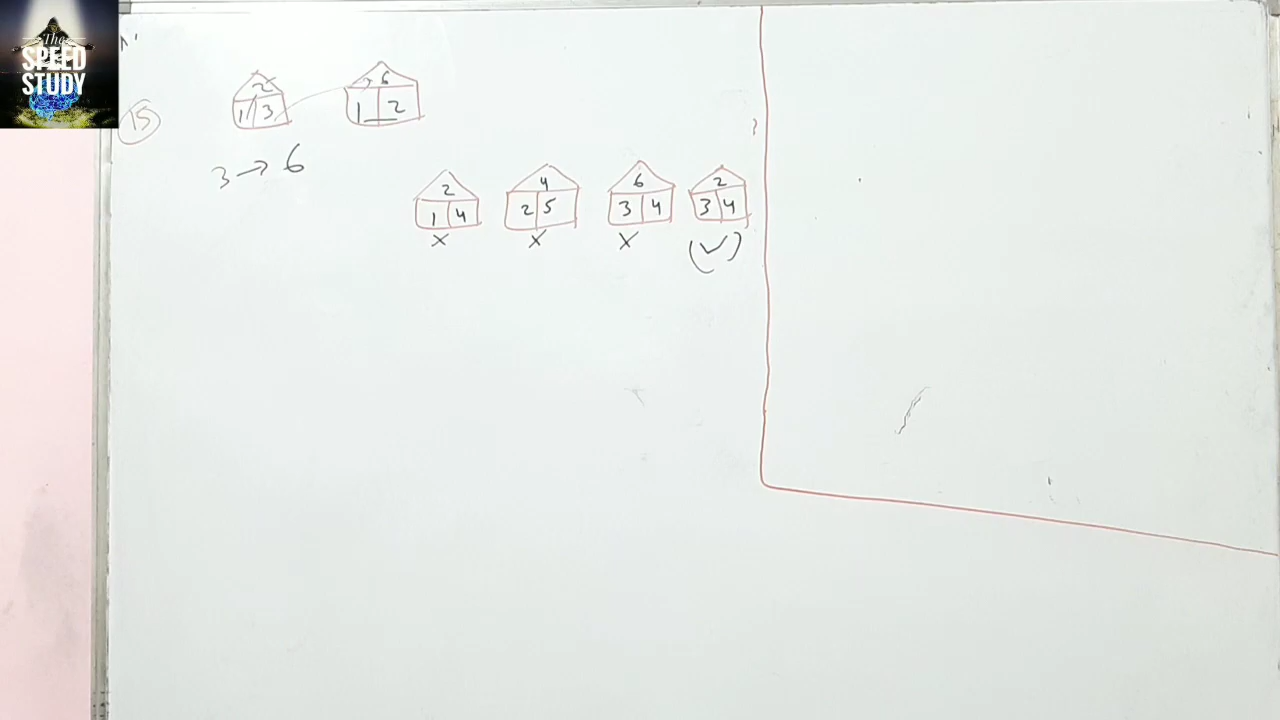 The
SPEED
STUDY
15
2
1 3
6
1 2
3 → 6
2
1 4
4
2 5
6
3 4
2
3 4
× × × (✓)